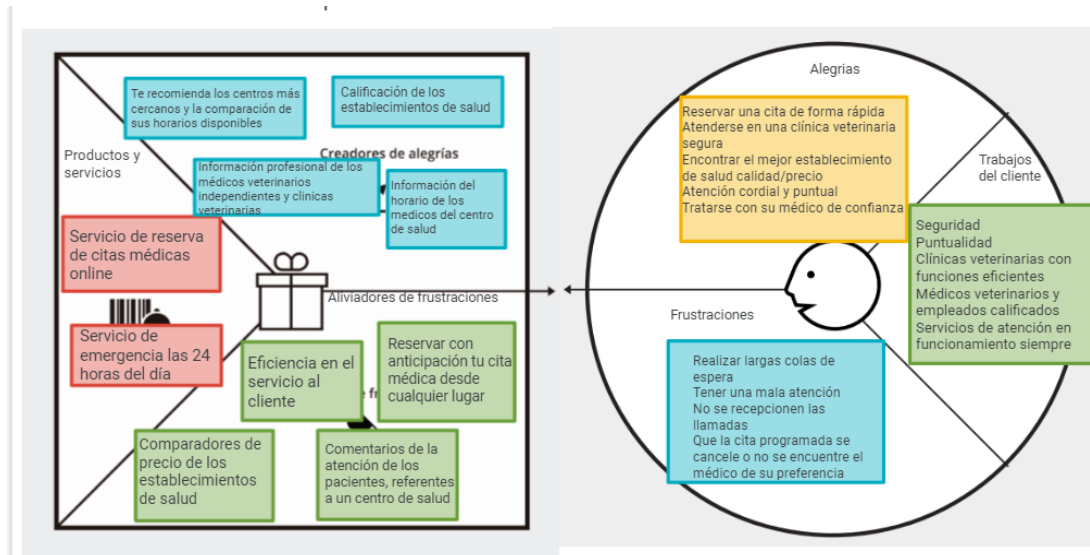 Te recomienda los centros más
cercanos y la comparación de
sus horarios disponibles
Calificación de los
establecimientos de salud
Productos y
servicios
Creadores de alegrías
Información profesional de los
médicos veterinarios
independientes y clinicas
veterinarias
Información del
horario de los
medicos del centro
de salud
Servicio de reserva
de citas médicas
online
Aliviadores de frustraciones
Servicio de
emergencia las 24
horas del día
Eficiencia en el
servicio al
cliente
Reservar con
anticipación tu cita
médica desde
cualquier lugar
Comparadores de
precio de los
establecimientos
de salud
Comentarios de la
atención de los
pacientes, referentes
a un centro de salud
Alegrias
Reservar una cita de forma rápida
Atenderse en una clínica veterinaria
segura
Encontrar el mejor establecimiento
de salud calidad/precio
Atención cordial y puntual
Tratarse con su médico de confianza
Trabajos
del cliente
Seguridad
Puntualidad
Clínicas veterinarias con
funciones eficientes
Médicos veterinarios y
empleados calificados
Servicios de atención en
funcionamiento siempre
Frustraciones
Realizar largas colas de
espera
Tener una mala atención
No se recepcionen las
llamadas
Que la cita programada se
cancele o no se encuentre el
médico de su preferencia